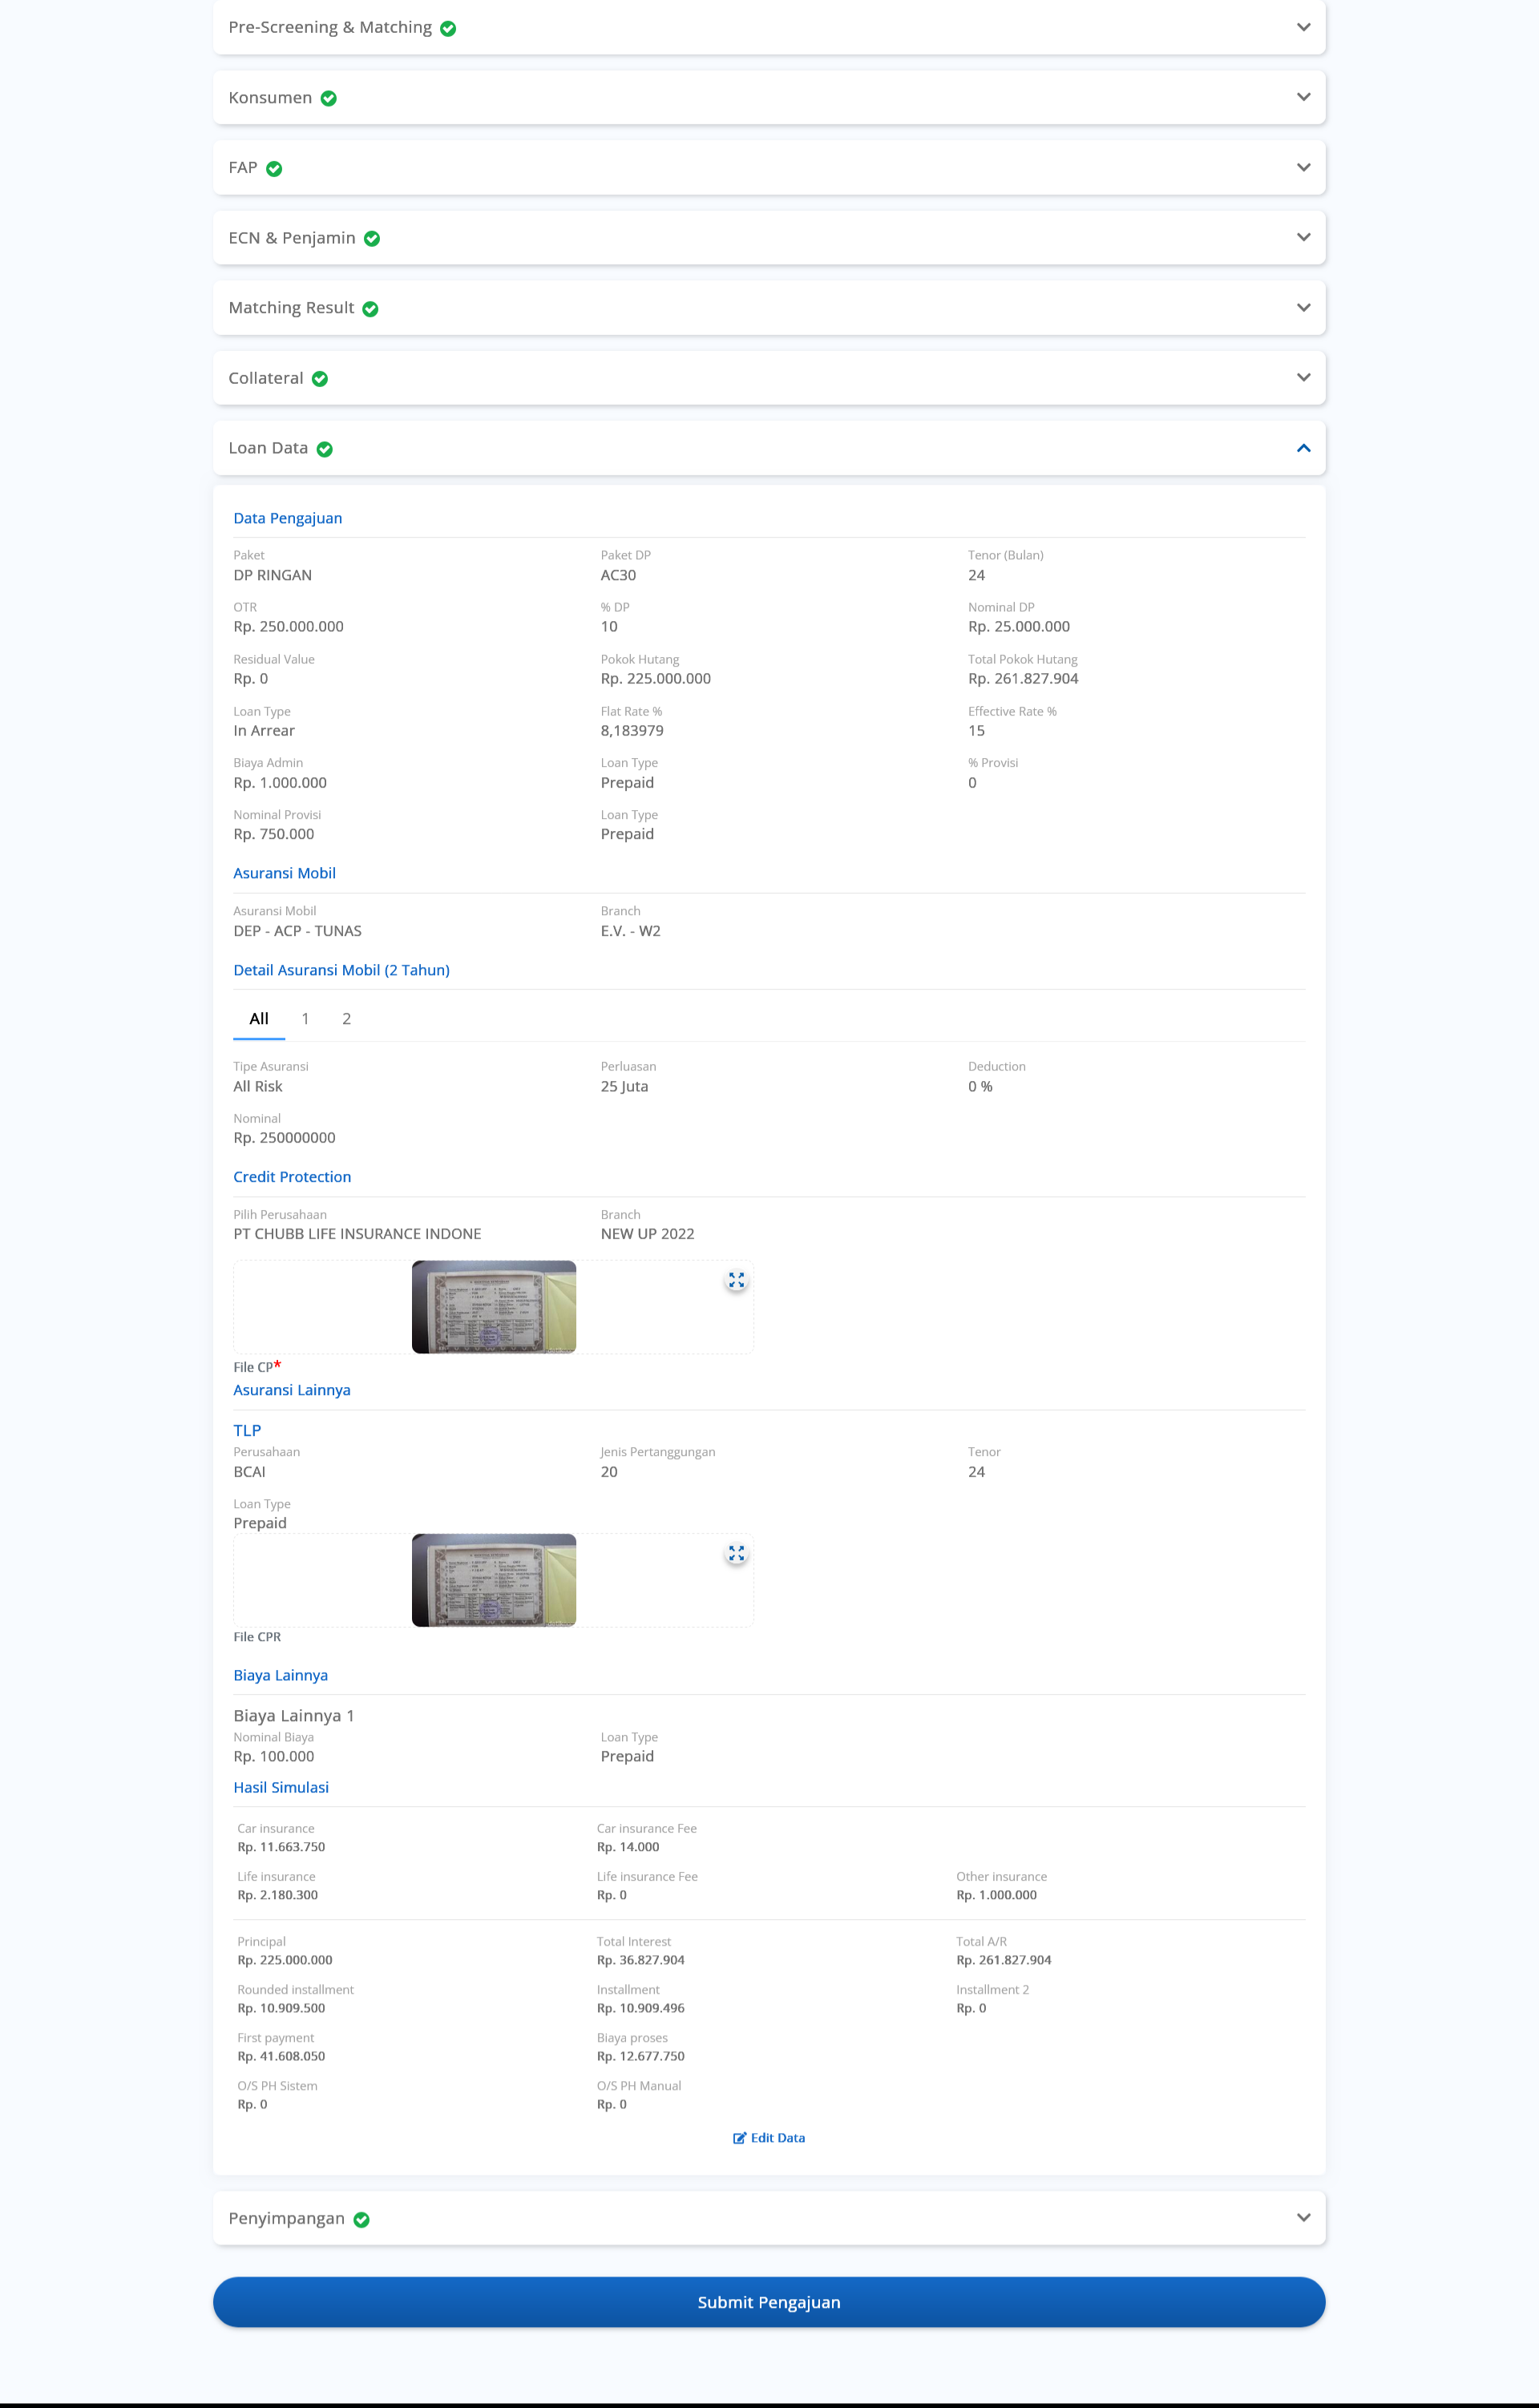 Pre-Screening & Matching
Konsumen
FAP
ECN & Penjamin
Matching Result
Collateral
Loan Data
Data Pengajuan
Paket Paket DP Tenor (Bulan)
DP RINGAN AC30 24
OTR % DP Nominal DP
Rp. 250.000.000 10 Rp. 25.000.000
Residual Value Pokok Hutang Total Pokok Hutang
Rp. 0 Rp. 225.000.000 Rp. 261.827.904
Loan Type Flat Rate % Effective Rate %
In Arrear 8,183979 15
Biaya Admin Loan Type % Provisi
Rp. 1.000.000 Prepaid 0
Nominal Provisi Loan Type
Rp. 750.000 Prepaid
Asuransi Mobil
Asuransi Mobil Branch
DEP - ACP - TUNAS E.V. - W2
Detail Asuransi Mobil (2 Tahun)
All 1 2
Tipe Asuransi Perluasan Deduction
All Risk 25 Juta 0 %
Nominal
Rp. 250000000
Credit Protection
Pilih Perusahaan Branch
PT CHUBB LIFE INSURANCE INDONE NEW UP 2022
File CP*
Asuransi Lainnya
TLP
Perusahaan Jenis Pertanggungan Tenor
BCAI 20 24
Loan Type
Prepaid
File CPR
Biaya Lainnya
Biaya Lainnya 1
Nominal Biaya Loan Type
Rp. 100.000 Prepaid
Hasil Simulasi
Car insurance Car insurance Fee
Rp. 11.663.750 Rp. 14.000
Life insurance Life insurance Fee Other insurance
Rp. 2.180.300 Rp. 0 Rp. 1.000.000
Principal Total Interest Total A/R
Rp. 225.000.000 Rp. 36.827.904 Rp. 261.827.904
Rounded installment Installment Installment 2
Rp. 10.909.500 Rp. 10.909.496 Rp. 0
First payment Biaya proses
Rp. 41.608.050 Rp. 12.677.750
O/S PH Sistem O/S PH Manual
Rp. 0 Rp. 0
Edit Data
Penyimpangan
Submit Pengajuan